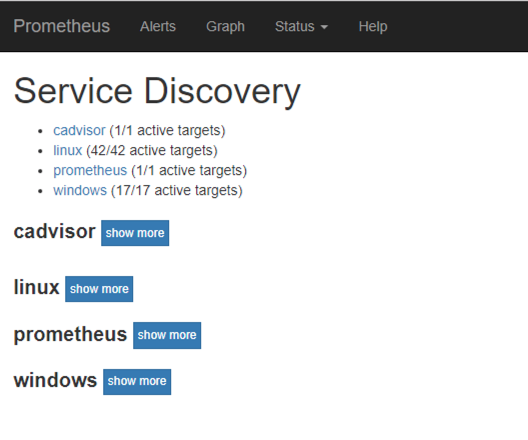 Prometheus Alerts Graph Status Help
Service Discovery
cadvisor (1/1 active targets)
linux (42/42 active targets)
prometheus (1/1 active targets)
windows (17/17 active targets)
cadvisor show more
linux show more
prometheus show more
windows show more